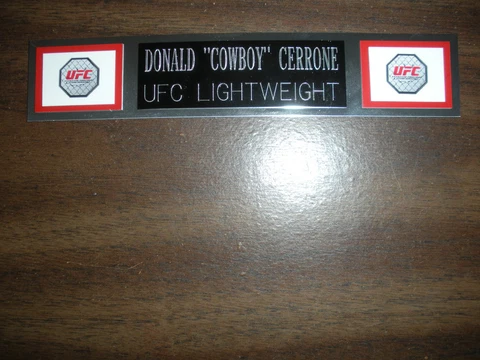 UFC
DONALD "COWBOY" CERRONE
UFC LIGHTWEIGHT
UFC